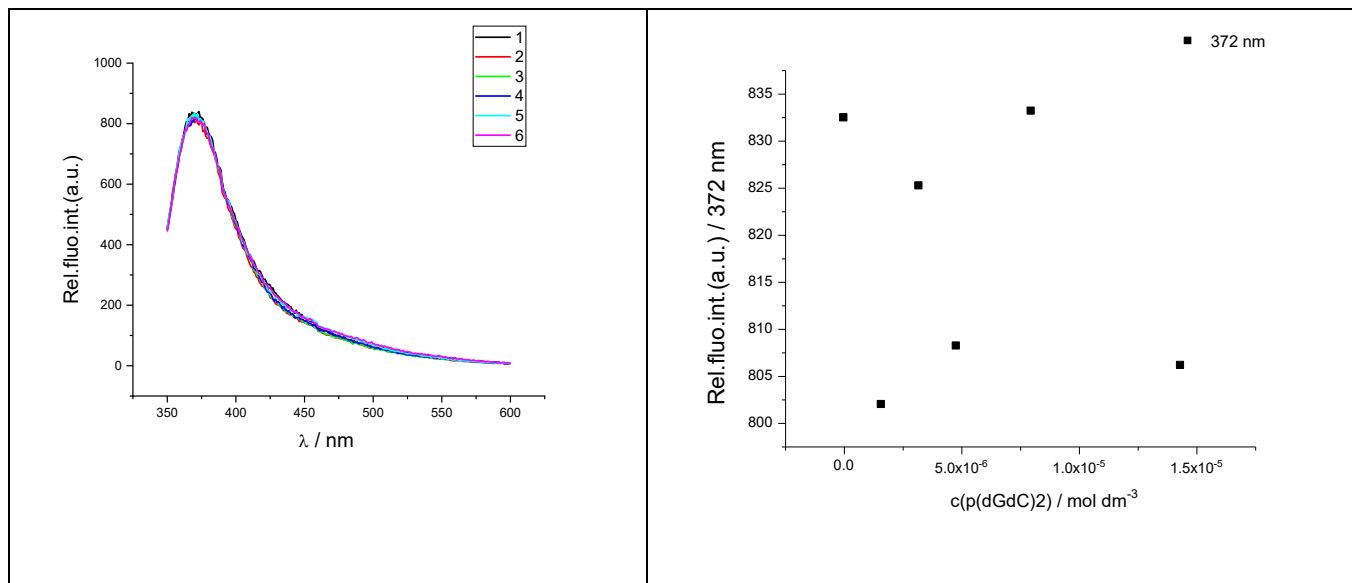 1
2
3
4
5
6
1000
800
600
400
200
0
Rel.fluo.int.(a.u.)
350 400 450 500 550 600
λ / nm
372 nm
835
830
825
820
815
810
805
800
Rel.fluo.int.(a.u.) / 372 nm
0.0 5.0x10⁻⁶ 1.0x10⁻⁵ 1.5x10⁻⁵
c(p(dGdC)2) / mol dm⁻³